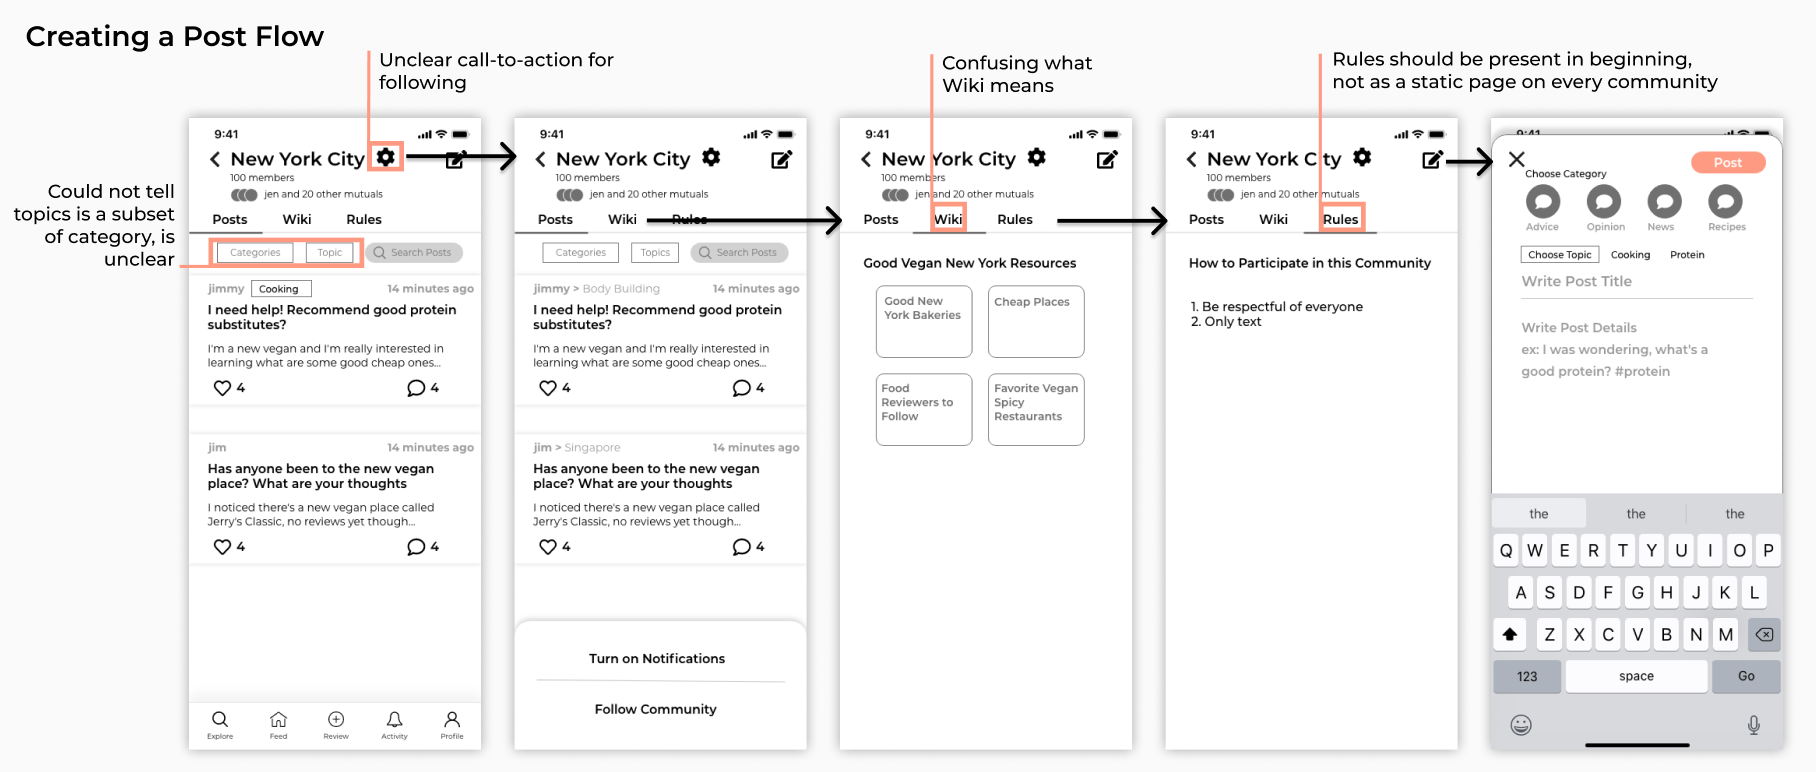 Creating a Post Flow
Unclear call-to-action for
following
Confusing what
Wiki means
Rules should be present in beginning,
not as a static page on every community
Could not tell
topics is a subset
of category, is
unclear
9:41
New York City
100 members
jen and 20 other mutuals
Posts Wiki Rules
Categories Topic Search Posts
jimmy Cooking 14 minutes ago
I need help! Recommend good protein
substitutes?
I'm a new vegan and I'm really interested in
learning what are some good cheap ones...
4 4
jim 14 minutes ago
Has anyone been to the new vegan
place? What are your thoughts
I noticed there's a new vegan place called
Jerry's Classic, no reviews yet though...
4 4
Explore Feed Review Activity Profile
9:41
New York City
100 members
jen and 20 other mutuals
Posts Wiki Rules
Categories Topics Search Posts
jimmy > Body Building 14 minutes ago
I need help! Recommend good protein
substitutes?
I'm a new vegan and I'm really interested in
learning what are some good cheap ones...
4 4
jim > Singapore 14 minutes ago
Has anyone been to the new vegan
place? What are your thoughts
I noticed there's a new vegan place called
Jerry's Classic, no reviews yet though...
4 4
Turn on Notifications
Follow Community
9:41
New York City
100 members
jen and 20 other mutuals
Posts Wiki Rules
Good Vegan New York Resources
Good New
York Bakeries
Cheap Places
Food
Reviewers to
Follow
Favorite Vegan
Spicy
Restaurants
9:41
New York City
100 members
jen and 20 other mutuals
Posts Wiki Rules
How to Participate in this Community
1. Be respectful of everyone
2. Only text
9:41
Post
Choose Category
Advice Opinion News Recipes
Choose Topic Cooking Protein
Write Post Title
Write Post Details
ex: I was wondering, what's a
good protein? #protein
the the the
Q W E R T Y U I O P
A S D F G H J K L
Z X C V B N M
123 space Go